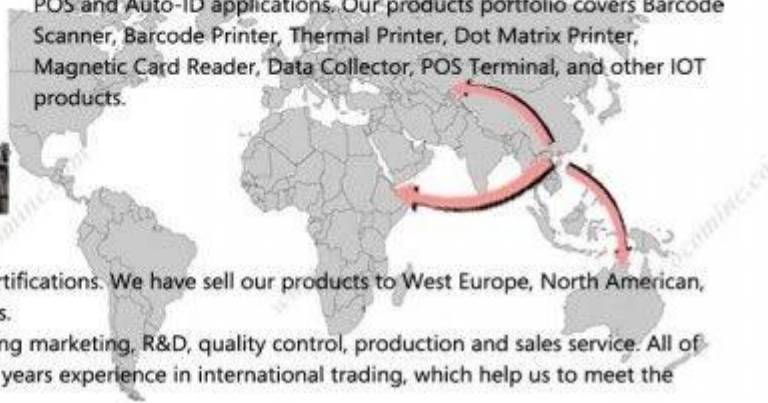 POS and Auto-ID applications. Our products portfolio covers Barcode
Scanner, Barcode Printer, Thermal Printer, Dot Matrix Printer,
Magnetic Card Reader, Data Collector, POS Terminal, and other IOT
products.
rtifications. We have sell our products to West Europe, North American,
s.
ng marketing, R&D, quality control, production and sales service. All of
years experience in international trading, which help us to meet the